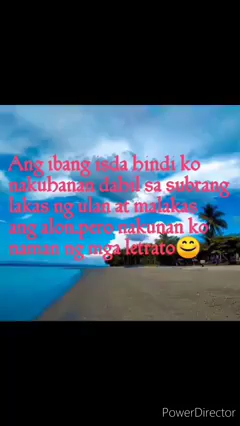 Ang ibang isda hindi ko
nakuhanan dahil sa subrang
lakas ng ulan at malakas
ang alon.pero nakunan ko
naman ng mga letrato😊
PowerDirector